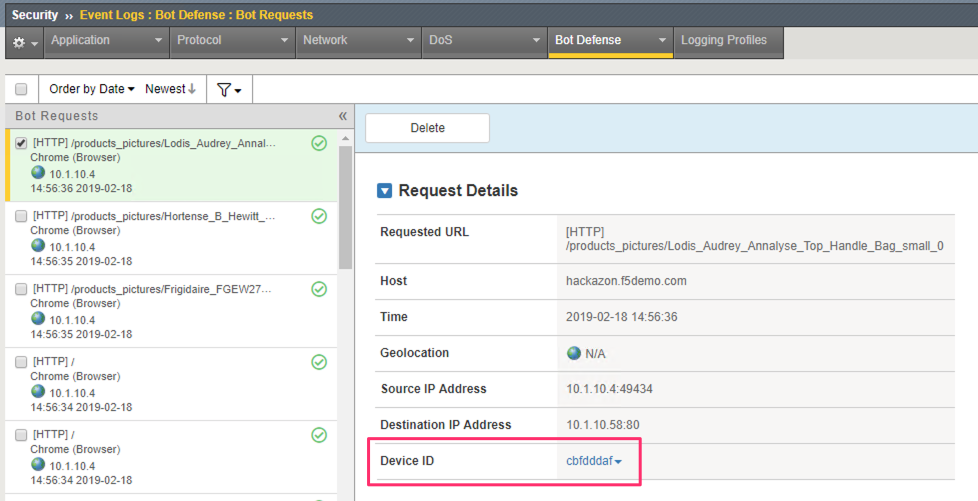 Security ›› Event Logs : Bot Defense : Bot Requests
Application Protocol Network DoS Bot Defense Logging Profiles
Order by Date Newest
Bot Requests «
[HTTP] /products_pictures/Lodis_Audrey_Annal...
Chrome (Browser)
10.1.10.4
14:56:36 2019-02-18
[HTTP] /products_pictures/Hortense_B_Hewitt_...
Chrome (Browser)
10.1.10.4
14:56:35 2019-02-18
[HTTP] /products_pictures/Frigidaire_FGEW27...
Chrome (Browser)
10.1.10.4
14:56:35 2019-02-18
[HTTP] /
Chrome (Browser)
10.1.10.4
14:56:34 2019-02-18
[HTTP] /
Chrome (Browser)
10.1.10.4
14:56:34 2019-02-18
Delete
Request Details
Requested URL [HTTP]
/products_pictures/Lodis_Audrey_Annalyse_Top_Handle_Bag_small_0
Host hackazon.f5demo.com
Time 2019-02-18 14:56:36
Geolocation N/A
Source IP Address 10.1.10.4:49434
Destination IP Address 10.1.10.58:80
Device ID cbfdddaf